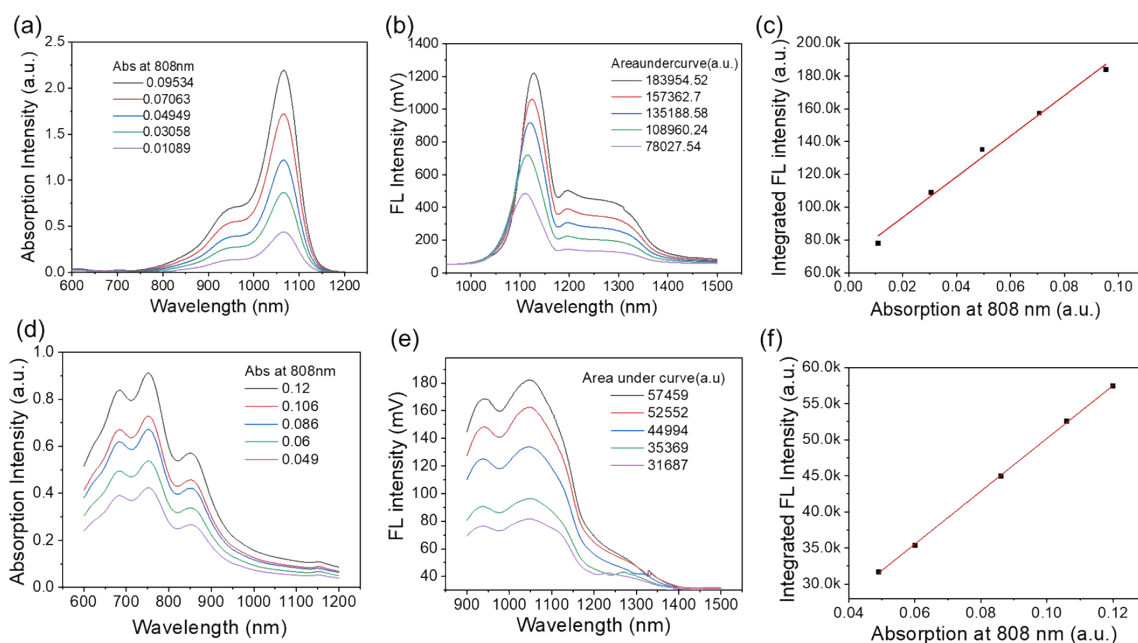 (a)
Absorption Intensity (a.u.)
2.5
2.0
1.5
1.0
0.5
0.0
Abs at 808nm
0.09534
0.07063
0.04949
0.03058
0.01089
600 700 800 900 1000 1100 1200
Wavelength (nm)
(b)
FL Intensity (mV)
1400
1200
1000
800
600
400
200
0
Areaundercurve(a.u.)
183954.52
157362.7
135188.58
108960.24
78027.54
1000 1100 1200 1300 1400 1500
Wavelength (nm)
(c)
Integrated FL intensity (a.u.)
200.0k
180.0k
160.0k
140.0k
120.0k
100.0k
80.0k
60.0k
0.00 0.02 0.04 0.06 0.08 0.10
Absorption at 808 nm (a.u.)
(d)
Absorption Intensity (a.u.)
1.0
0.8
0.6
0.4
0.2
0.0
Abs at 808nm
0.12
0.106
0.086
0.06
0.049
600 700 800 900 1000 1100 1200
Wavelength (nm)
(e)
FL intensity (mV)
180
160
140
120
100
80
60
40
Area under curve(a.u)
57459
52552
44994
35369
31687
900 1000 1100 1200 1300 1400 1500
Wavelength (nm)
(f)
Integrated FL Intensity (a.u.)
60.0k
55.0k
50.0k
45.0k
40.0k
35.0k
30.0k
0.04 0.06 0.08 0.10 0.12
Absorption at 808 nm (a.u.)